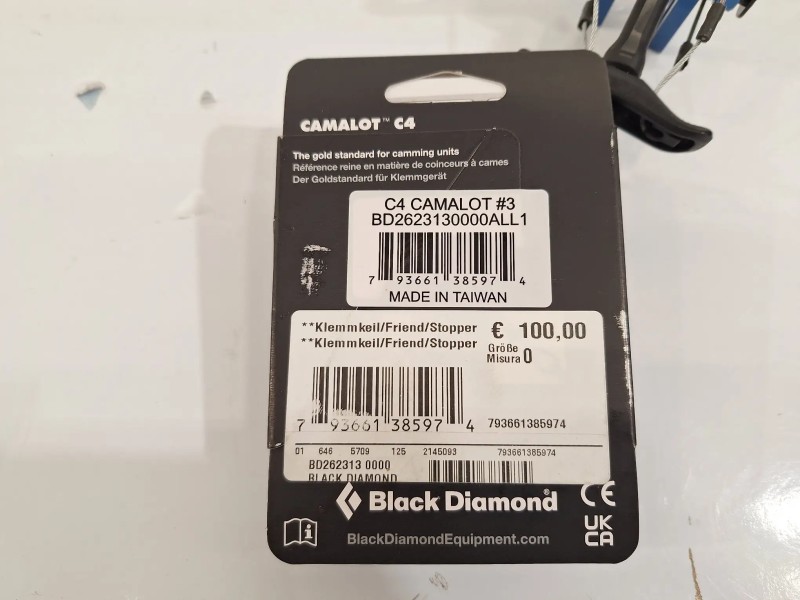 CAMALOT™ C4
The gold standard for camming units
Référence reine en matière de coinceurs à cames
Der Goldstandard für Klemmgerät
C4 CAMALOT #3
BD2623130000ALL1
7 93661 38597 4
MADE IN TAIWAN
**Klemmkeil/Friend/Stopper € 100,00
**Klemmkeil/Friend/Stopper
Größe
Misura 0
7 93661 38597 4 793661385974
01 646 5709 125 2145093 793661385974
BD262313 0000
BLACK DIAMOND
Black Diamond
CE
UK
CA
i
BlackDiamondEquipment.com